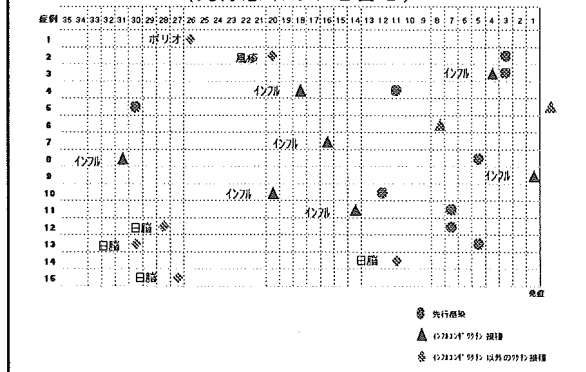 症例 35 34 33 32 31 30 29 28 27 26 25 24 23 22 21 20 19 18 17 16 15 14 13 12 11 10 9 8 7 6 5 4 3 2 1
1 ポリオ
2 風疹
3 インフル
4 インフル
5
6
7 インフル
8 インフル
9 インフル
10 インフル
11 インフル
12 日脳
13 日脳
14 日脳
15 日脳
発症
先行感染
インフルエンザワクチン接種
インフルエンザワクチン以外のワクチン接種